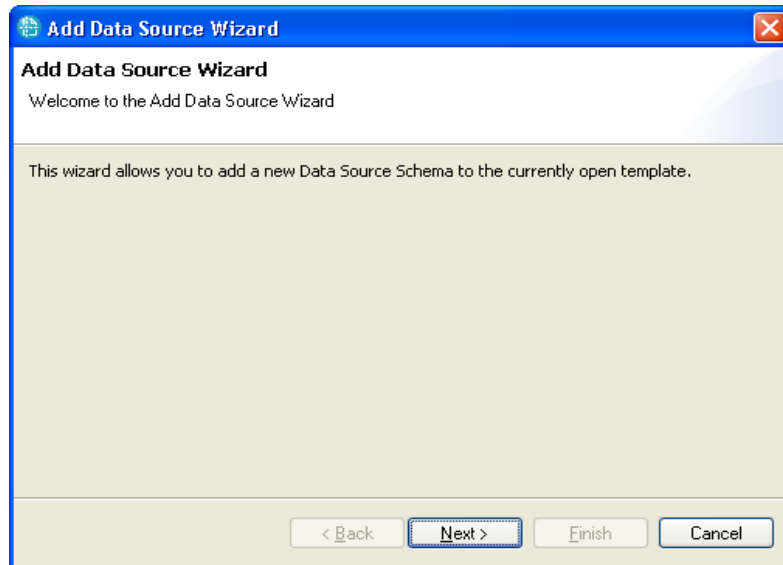 Add Data Source Wizard
Add Data Source Wizard
Welcome to the Add Data Source Wizard
This wizard allows you to add a new Data Source Schema to the currently open template.
< Back Next > Finish Cancel